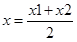 x = (x1 + x2) / 2